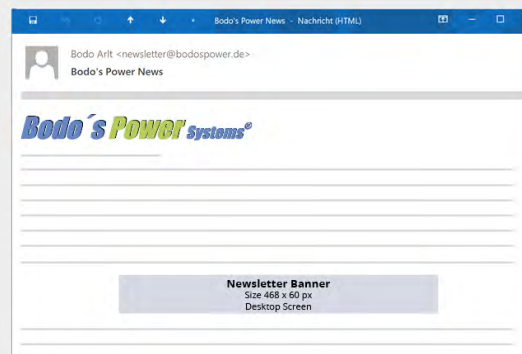 Bodo's Power News - Nachricht (HTML)
Bodo Arlt <newsletter@bodospower.de>
Bodo's Power News
Bodo´s Power Systems®
Newsletter Banner
Size 468 x 60 px
Desktop Screen